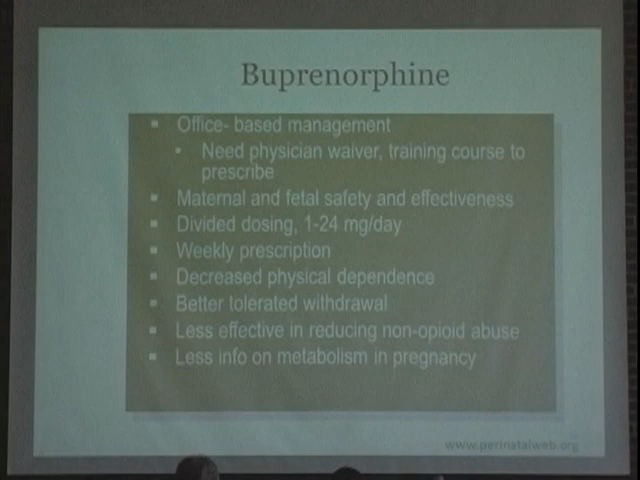 Buprenorphine
Office- based management
Need physician waiver, training course to
prescribe
Maternal and fetal safety and effectiveness
Divided dosing, 1-24 mg/day
Weekly prescription
Decreased physical dependence
Better tolerated withdrawal
Less effective in reducing non-opioid abuse
Less info on metabolism in pregnancy
www.perinatalweb.org